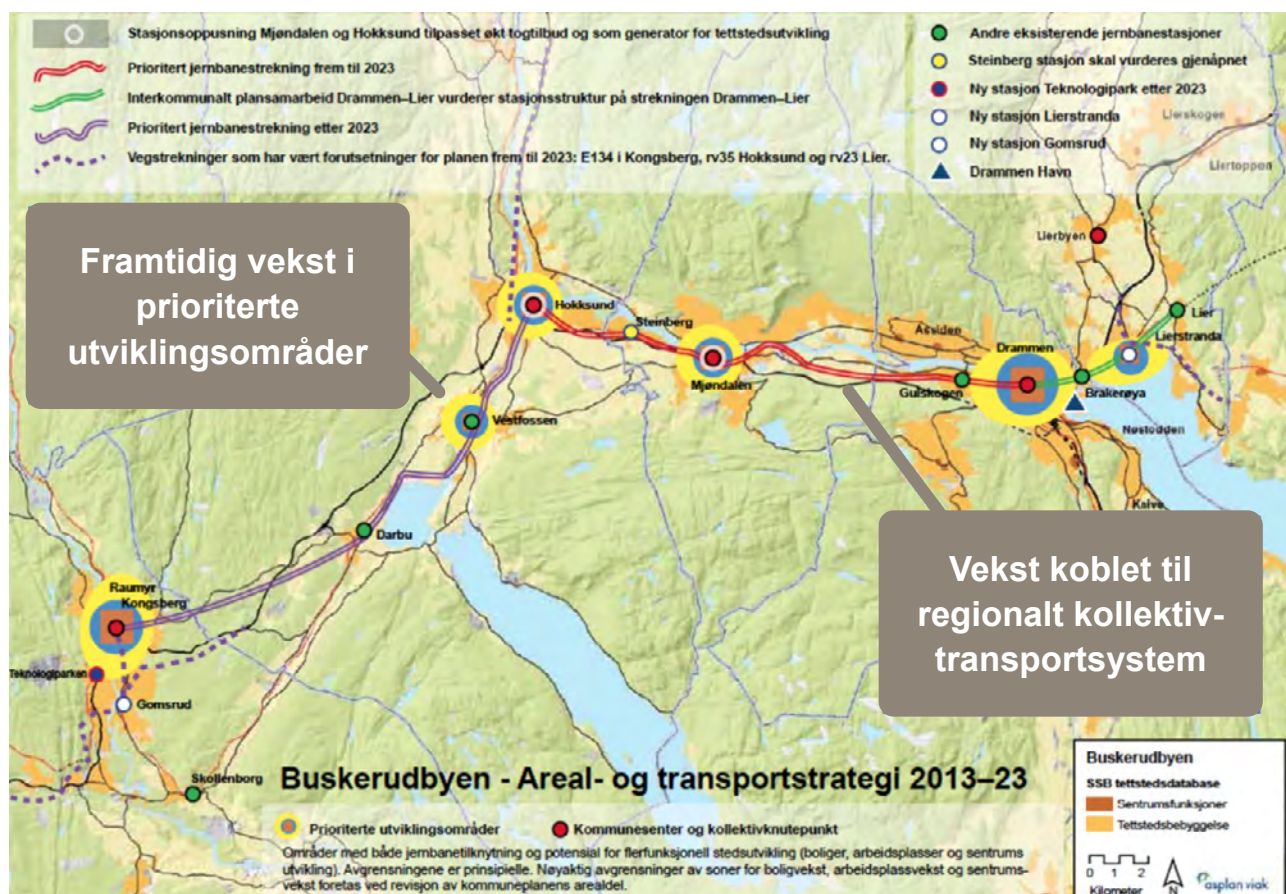 Stasjonsoppusning Mjøndalen og Hokksund tilpasset økt togtilbud og som generator for tettstedsutvikling
Prioritert jernbanestrekning frem til 2023
Interkommunalt plansamarbeid Drammen–Lier vurderer stasjonsstruktur på strekningen Drammen–Lier
Prioritert jernbanestrekning etter 2023
Vegstrekninger som har vært forutsetninger for planen frem til 2023: E134 i Kongsberg, rv35 Hokksund og rv23 Lier.
Andre eksisterende jernbanestasjoner
Steinberg stasjon skal vurderes gjenåpnet
Ny stasjon Teknologipark etter 2023
Ny stasjon Lierstranda
Ny stasjon Gomsrud
Drammen Havn
Lierskogen
Liertoppen
Framtidig vekst i
prioriterte
utviklingsområder
Lierbyen
Hokksund
Steinberg
Mjøndalen
Åssiden
Drammen
Gulskogen
Brakerøya
Lier
Lierstranda
Nøstodden
Vestfossen
Darbu
Raumyr
Kongsberg
Teknologiparken
Gomsrud
Skollenborg
Vekst koblet til
regionalt kollektiv-
transportsystem
Buskerudbyen - Areal- og transportstrategi 2013–23
Prioriterte utviklingsområder
Kommunesenter og kollektivknutepunkt
Områder med både jernbanetilknytning og potensial for flerfunksjonell stedsutvikling (boliger, arbeidsplasser og sentrums
utvikling). Avgrensningene er prinsipielle. Nøyaktig avgrensninger av soner for boligvekst, arbeidsplassvekst og sentrums-
vekst foretas ved revisjon av kommuneplanens arealdel.
Buskerudbyen
SSB tettstedsdatabase
Sentrumsfunksjoner
Tettstedsbebyggelse
0 1 2
Kilometer
N
asplan viak